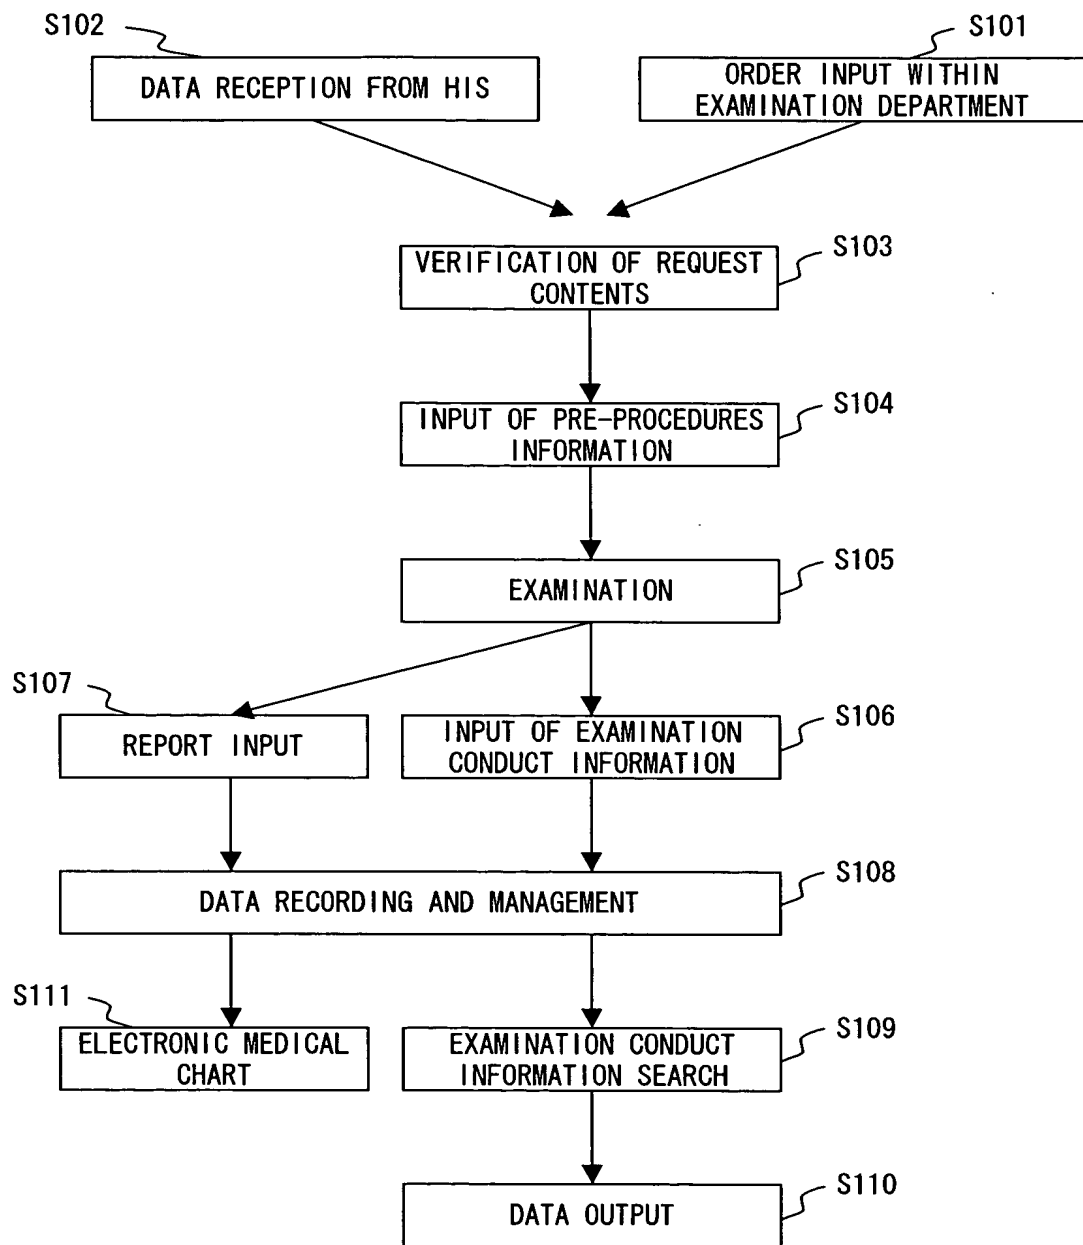 S102
S101
DATA RECEPTION FROM HIS
ORDER INPUT WITHIN
EXAMINATION DEPARTMENT
S103
VERIFICATION OF REQUEST
CONTENTS
S104
INPUT OF PRE-PROCEDURES
INFORMATION
S105
EXAMINATION
S107
S106
REPORT INPUT
INPUT OF EXAMINATION
CONDUCT INFORMATION
S108
DATA RECORDING AND MANAGEMENT
S111
S109
ELECTRONIC MEDICAL
CHART
EXAMINATION CONDUCT
INFORMATION SEARCH
S110
DATA OUTPUT